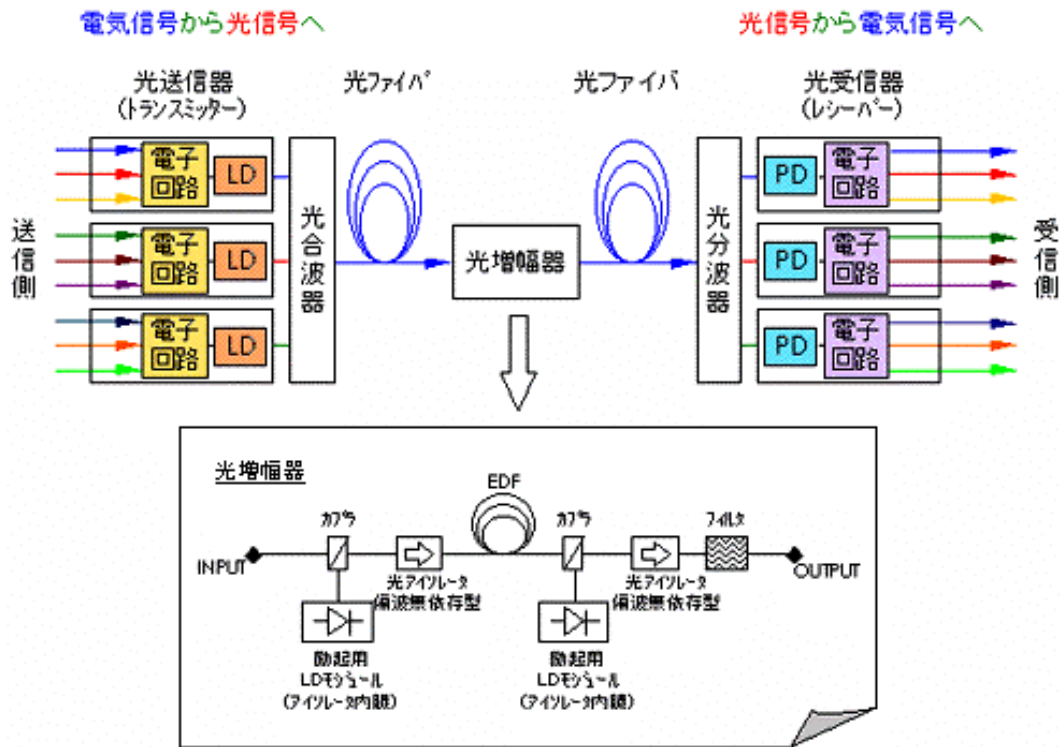 電気信号から光信号へ
光信号から電気信号へ
光送信器
(トランスミッター)
光ファイバ
光ファイバ
光受信器
(レシーバー)
送信側
電子
回路
LD
電子
回路
LD
電子
回路
LD
光合波器
光増幅器
光分波器
PD
電子
回路
PD
電子
回路
PD
電子
回路
受信側
光増幅器
INPUT
カプラ
光アイソレータ
偏波無依存型
EDF
カプラ
光アイソレータ
偏波無依存型
フィルタ
OUTPUT
励起用
LDモジュール
(アイソレータ内臓)
励起用
LDモジュール
(アイソレータ内臓)